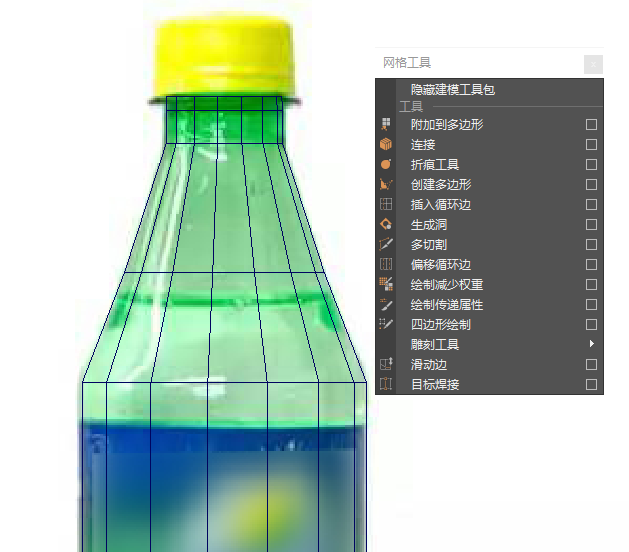 网格工具
隐藏建模工具包
工具
附加到多边形
连接
折痕工具
创建多边形
插入循环边
生成洞
多切割
偏移循环边
绘制减少权重
绘制传递属性
四边形绘制
雕刻工具
滑动边
目标焊接